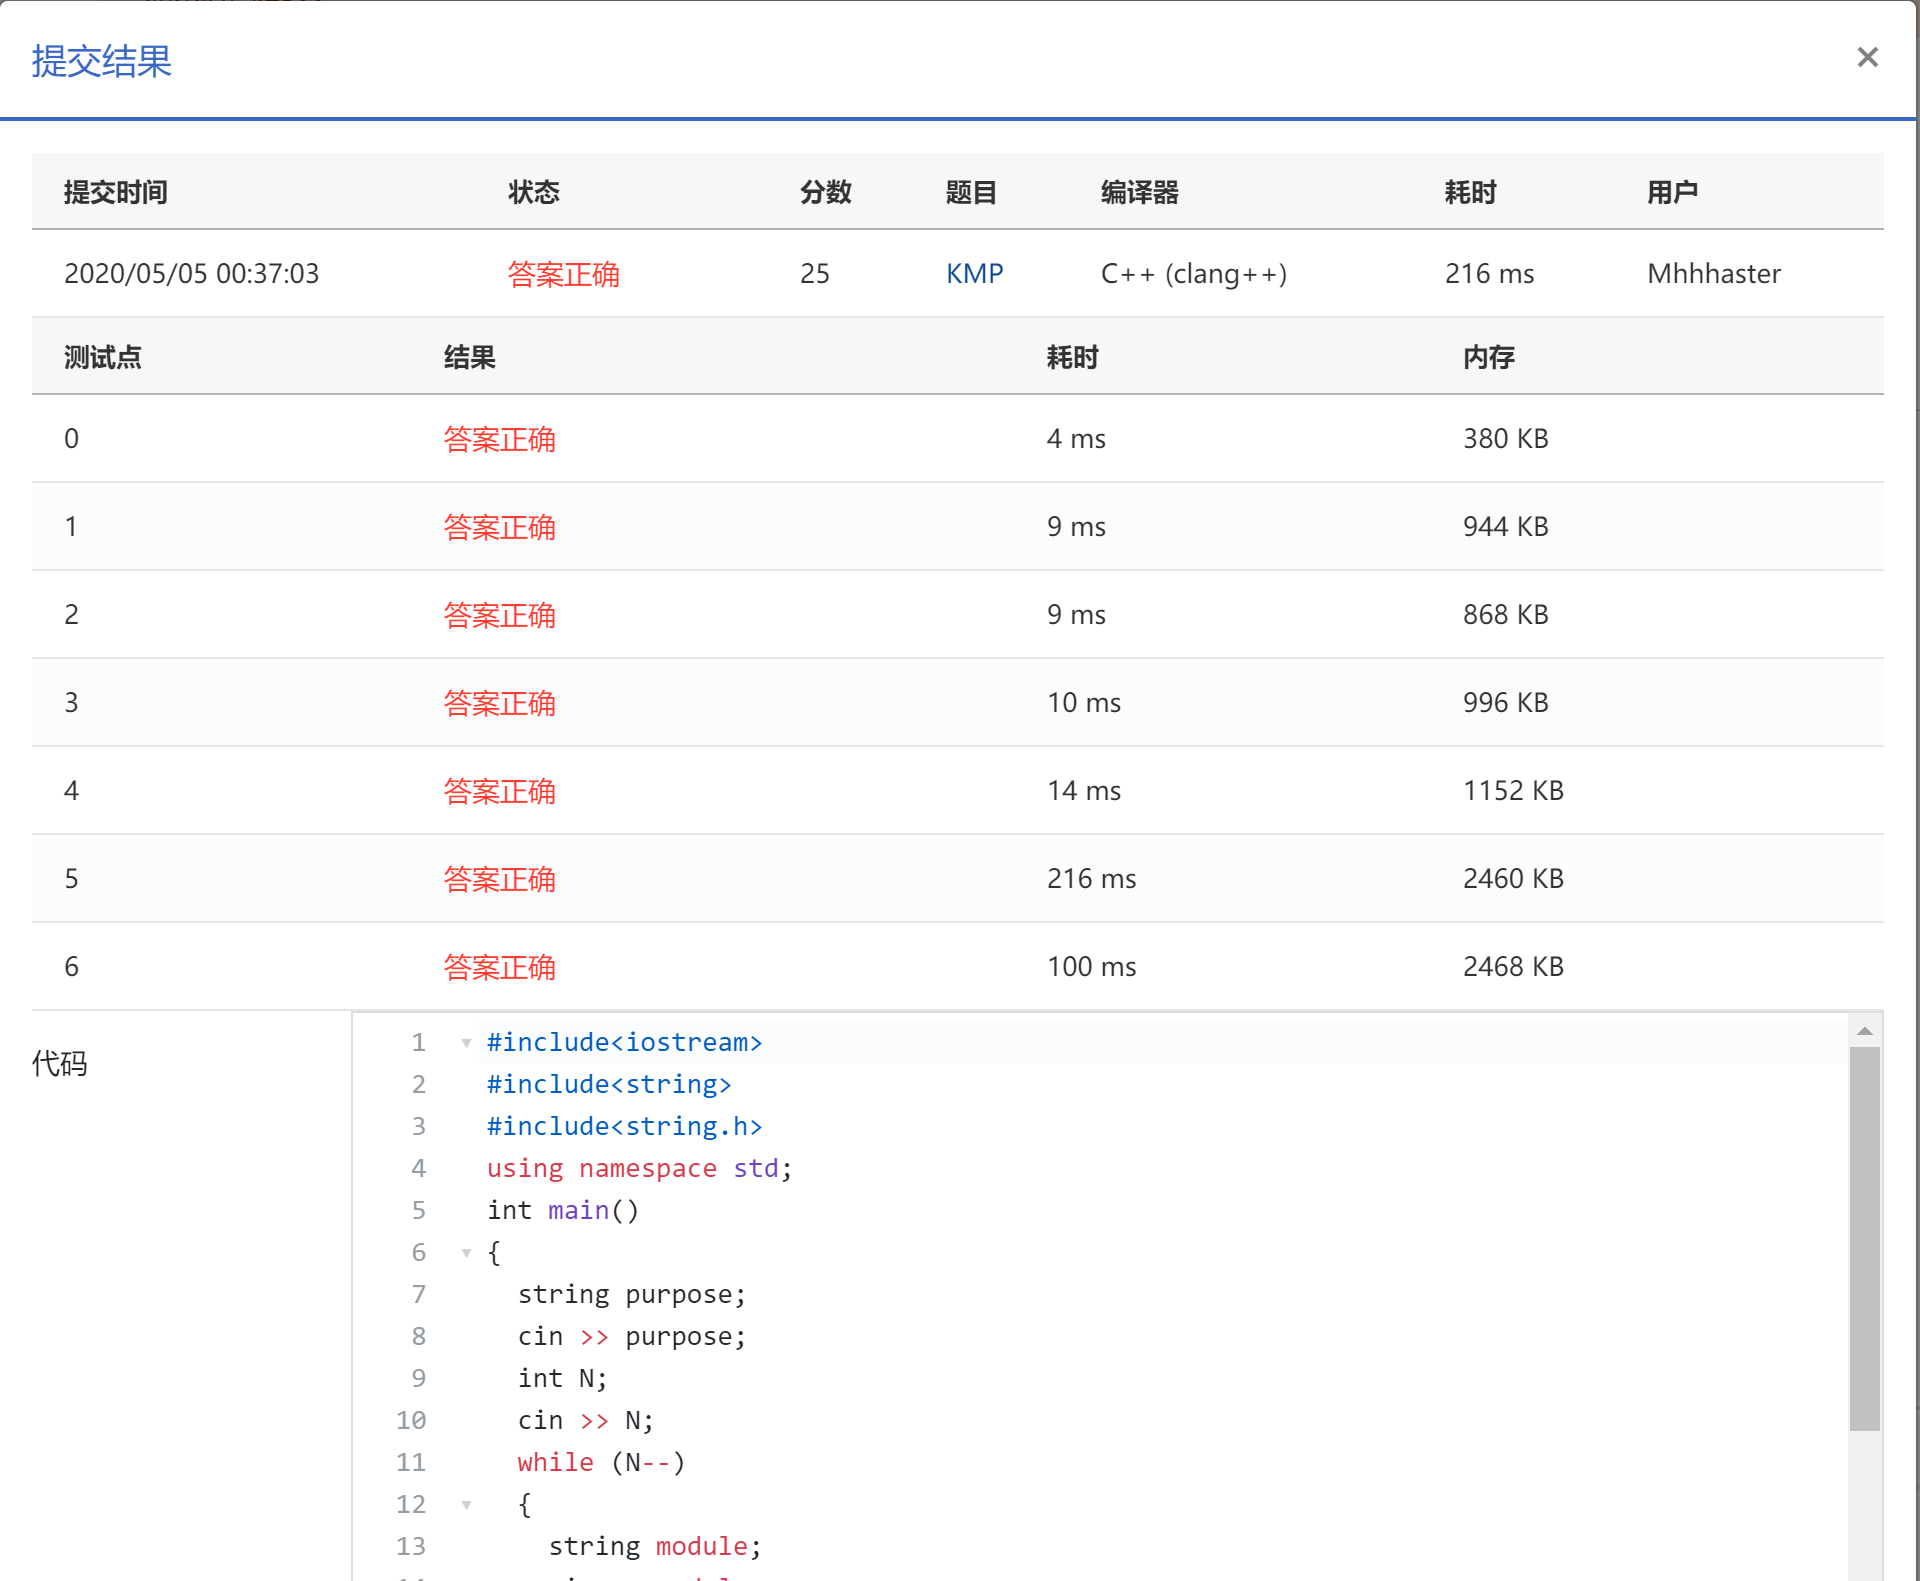 提交结果
提交时间 状态 分数 题目 编译器 耗时 用户
2020/05/05 00:37:03 答案正确 25 KMP C++ (clang++) 216 ms Mhhhaster
测试点 结果 耗时 内存
0 答案正确 4 ms 380 KB
1 答案正确 9 ms 944 KB
2 答案正确 9 ms 868 KB
3 答案正确 10 ms 996 KB
4 答案正确 14 ms 1152 KB
5 答案正确 216 ms 2460 KB
6 答案正确 100 ms 2468 KB
代码
1 #include<iostream>
2 #include<string>
3 #include<string.h>
4 using namespace std;
5 int main()
6 {
7 string purpose;
8 cin >> purpose;
9 int N;
10 cin >> N;
11 while (N--)
12 {
13 string module;